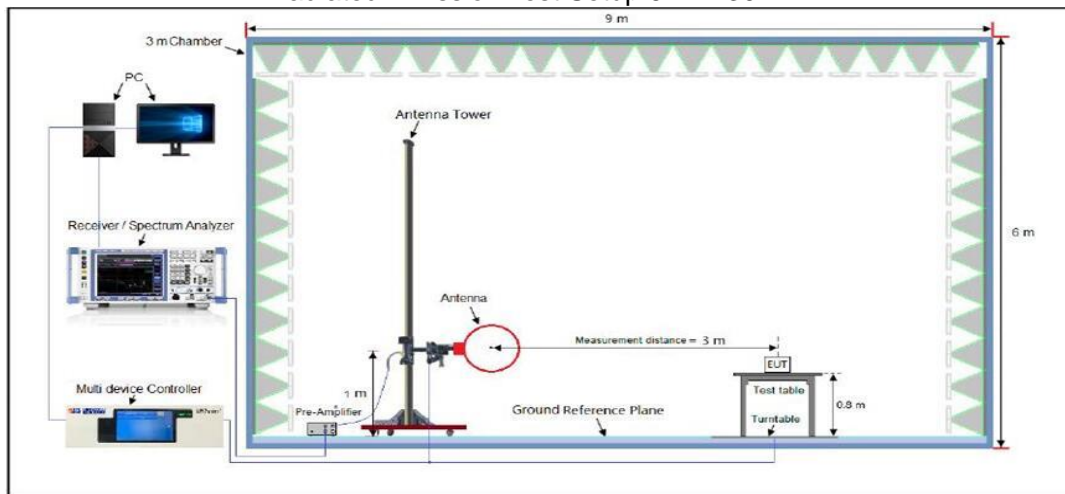 9 m
3 m Chamber
PC
Antenna Tower
Receiver / Spectrum Analyzer
6 m
Antenna
Measurement distance = 3 m
EUT
Multi device Controller
1 m
Test table
0.8 m
Pre-Amplifier
Ground Reference Plane
Turntable